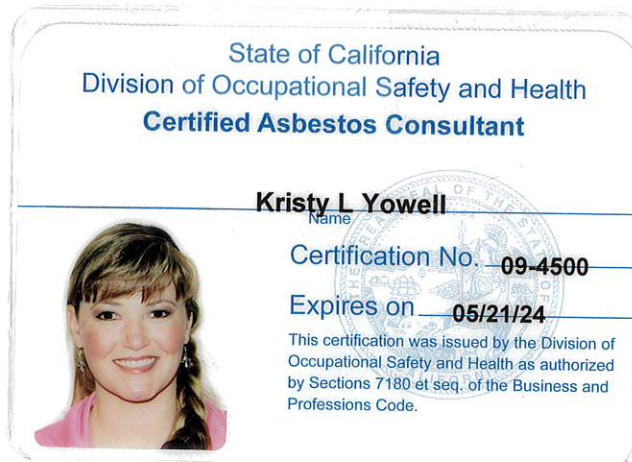 State of California
Division of Occupational Safety and Health
Certified Asbestos Consultant
Kristy L Yowell
Name
Certification No. 09-4500
Expires on 05/21/24
This certification was issued by the Division of
Occupational Safety and Health as authorized
by Sections 7180 et seq. of the Business and
Professions Code.